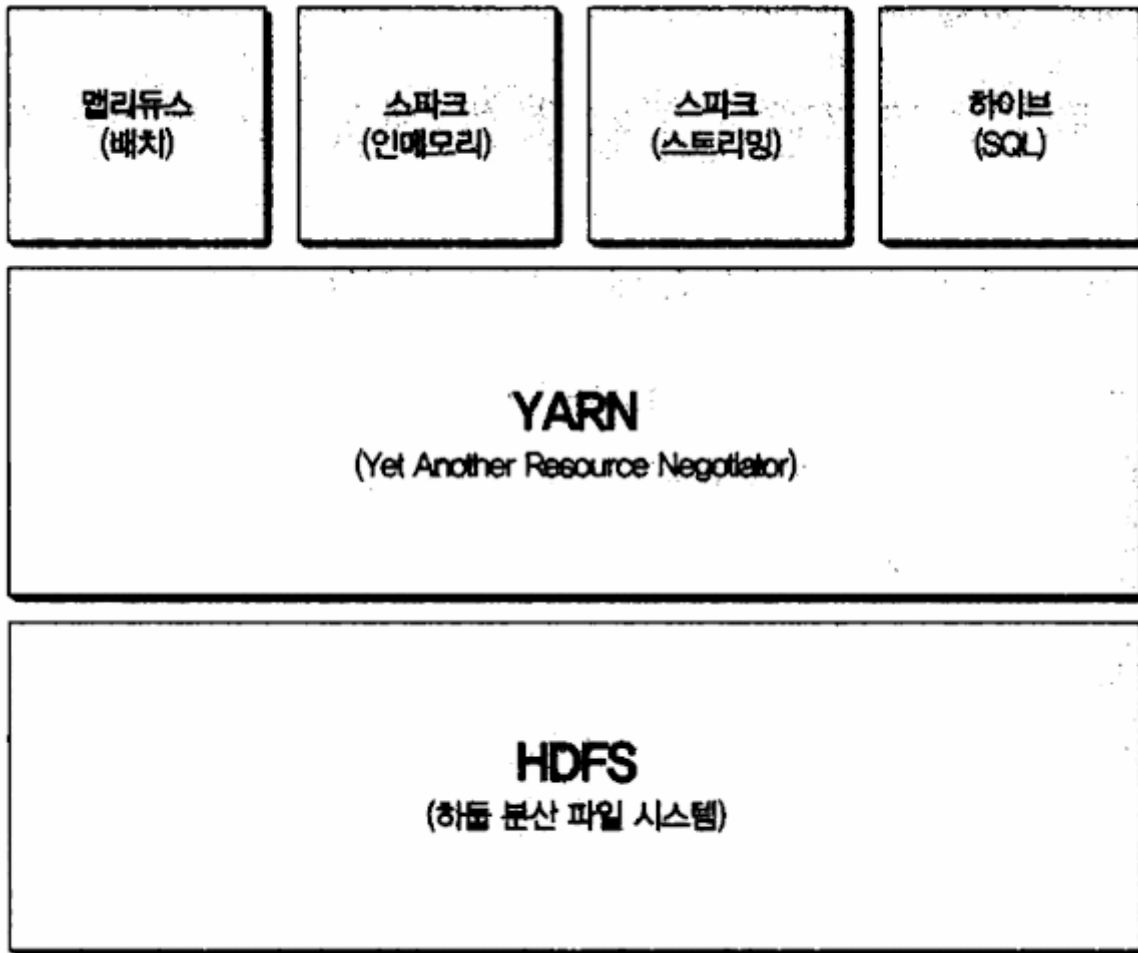 맵리듀스
(배치)
스파크
(인메모리)
스파크
(스트리밍)
하이브
(SQL)
YARN
(Yet Another Resource Negotiator)
HDFS
(하둡 분산 파일 시스템)